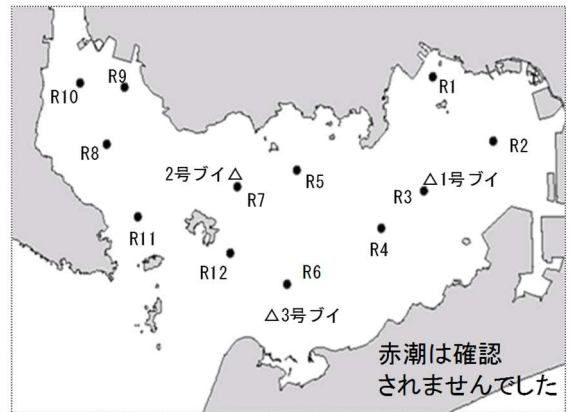 R1
R9
R10
R2
R8
R5
2号ブイ△
△1号ブイ
R7
R3
R11
R4
R12
R6
△3号ブイ
赤潮は確認
されませんでした